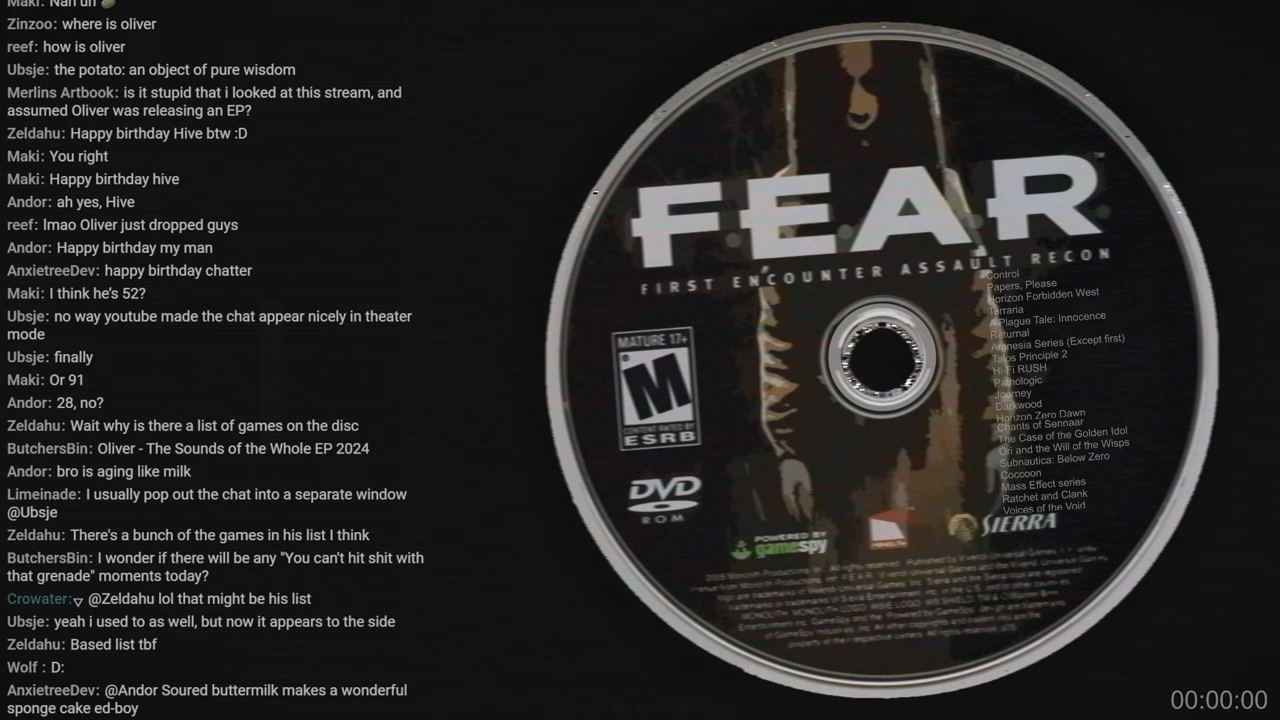 Maki: Nah uh
Zinzoo: where is oliver
reef: how is oliver
Ubsje: the potato: an object of pure wisdom
Merlins Artbook: is it stupid that i looked at this stream, and
assumed Oliver was releasing an EP?
Zeldahu: Happy birthday Hive btw :D
Maki: You right
Maki: Happy birthday hive
Andor: ah yes, Hive
reef: lmao Oliver just dropped guys
Andor: Happy birthday my man
AnxietreeDev: happy birthday chatter
Maki: I think he's 52?
Ubsje: no way youtube made the chat appear nicely in theater
mode
Ubsje: finally
Maki: Or 91
Andor: 28, no?
Zeldahu: Wait why is there a list of games on the disc
ButchersBin: Oliver - The Sounds of the Whole EP 2024
Andor: bro is aging like milk
Limeinade: I usually pop out the chat into a separate window
@Ubsje
Zeldahu: There's a bunch of the games in his list I think
ButchersBin: I wonder if there will be any "You can't hit shit with
that grenade" moments today?
Crowater: @Zeldahu lol that might be his list
Ubsje: yeah i used to as well, but now it appears to the side
Zeldahu: Based list tbf
Wolf : D:
AnxietreeDev: @Andor Soured buttermilk makes a wonderful
sponge cake ed-boy
FEAR™
FIRST ENCOUNTER ASSAULT RECON
Control
Papers, Please
Horizon Forbidden West
Terraria
A Plague Tale: Innocence
Returnal
Amnesia Series (Except first)
Talos Principle 2
Hi-Fi RUSH
Pathologic
Journey
Darkwood
Horizon Zero Dawn
Chants of Sennaar
The Case of the Golden Idol
Ori and the Will of the Wisps
Subnautica: Below Zero
Coccoon
Mass Effect series
Ratchet and Clank
Voices of the Void
MATURE 17+
M
CONTENT RATED BY
ESRB
DVD
ROM
POWERED BY
gamespy
MONOLITH
SIERRA
00:00:00